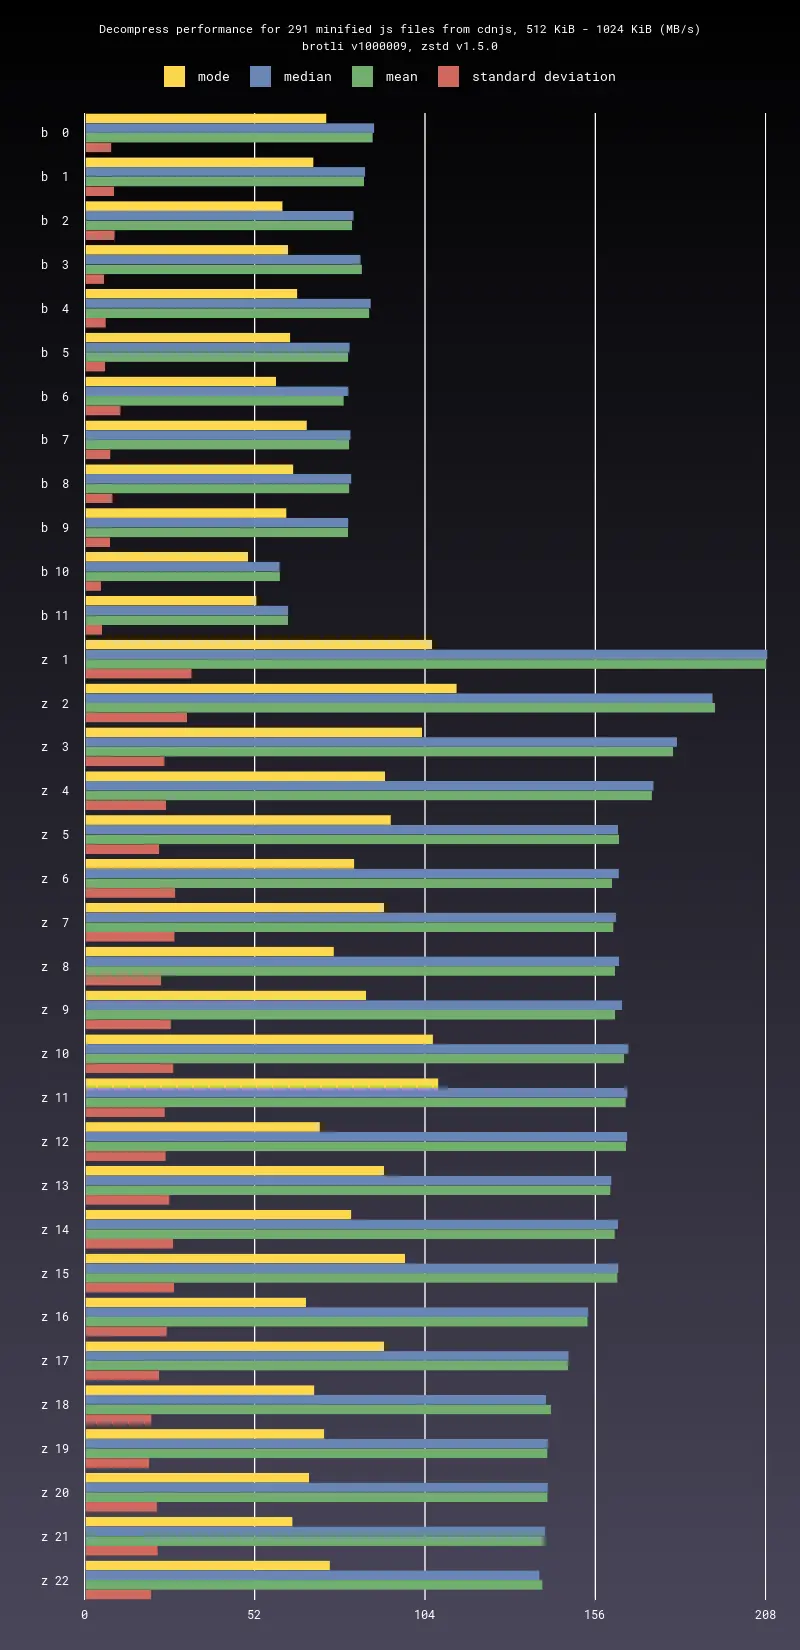 Decompress performance for 291 minified js files from cdnjs, 512 KiB - 1024 KiB (MB/s)
brotli v1000009, zstd v1.5.0
mode median mean standard deviation
b 0
b 1
b 2
b 3
b 4
b 5
b 6
b 7
b 8
b 9
b 10
b 11
z 1
z 2
z 3
z 4
z 5
z 6
z 7
z 8
z 9
z 10
z 11
z 12
z 13
z 14
z 15
z 16
z 17
z 18
z 19
z 20
z 21
z 22
0 52 104 156 208